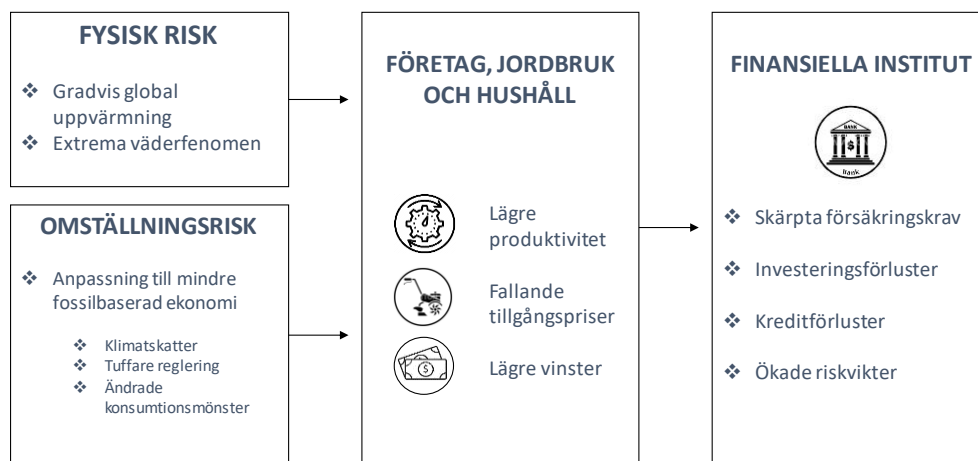 FYSISK RISK
❖ Gradvis global
uppvärmning
❖ Extrema väderfenomen
OMSTÄLLNINGSRISK
❖ Anpassning till mindre
fossilbaserad ekonomi
❖ Klimatskatter
❖ Tuffare reglering
❖ Ändrade
konsumtionsmönster
FÖRETAG, JORDBRUK
OCH HUSHÅLL
Lägre
produktivitet
Fallande
tillgångspriser
$
Lägre vinster
FINANSIELLA INSTITUT
BANK
$
Bank
❖ Skärpta försäkringskrav
❖ Investeringsförluster
❖ Kreditförluster
❖ Ökade riskvikter